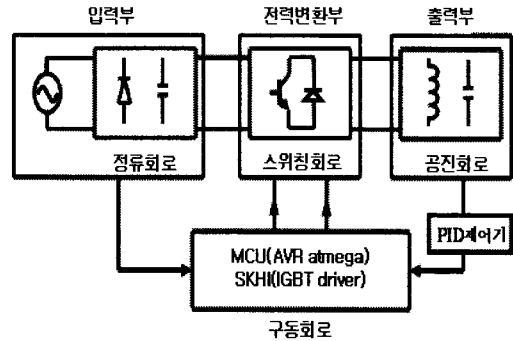 입력부
전력변환부
출력부
정류회로
스위칭회로
공진회로
PID제어기
MCU(AVR atmega)
SKHI(IGBT driver)
구동회로